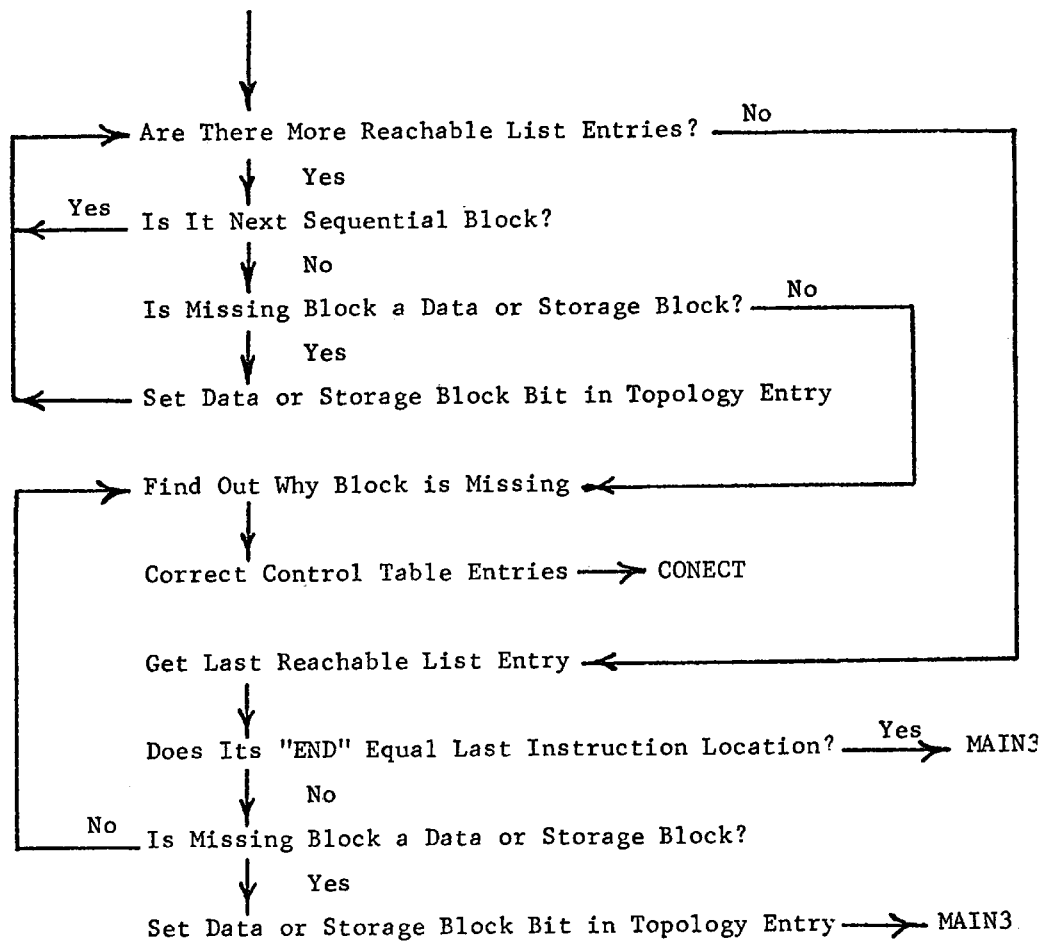 Are There More Reachable List Entries? No
Yes
Yes Is It Next Sequential Block?
No
Is Missing Block a Data or Storage Block? No
Yes
Set Data or Storage Block Bit in Topology Entry
Find Out Why Block is Missing
Correct Control Table Entries CONECT
Get Last Reachable List Entry
Does Its "END" Equal Last Instruction Location? Yes MAIN3
No
No Is Missing Block a Data or Storage Block?
Yes
Set Data or Storage Block Bit in Topology Entry MAIN3